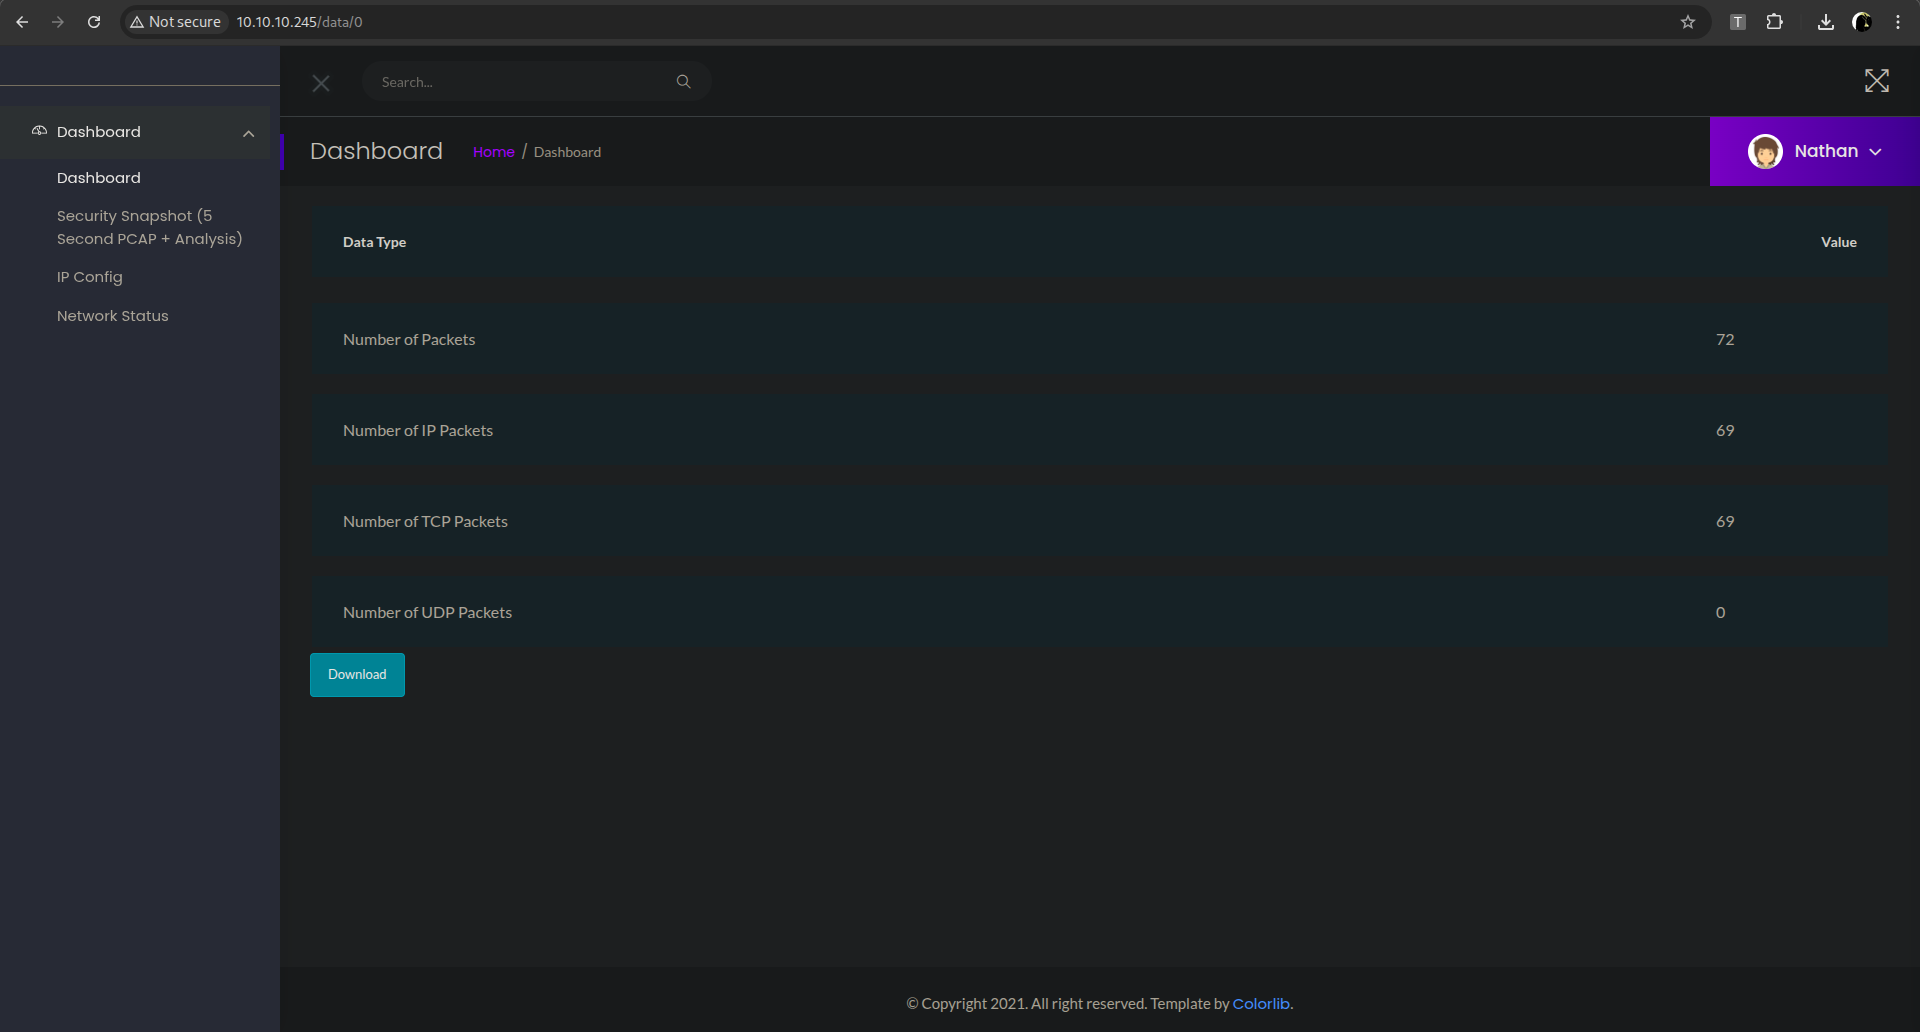 Not secure 10.10.10.245/data/0
T
Search...
Dashboard
Dashboard
Security Snapshot (5
Second PCAP + Analysis)
IP Config
Network Status
Dashboard Home / Dashboard
Nathan
Data Type Value
Number of Packets 72
Number of IP Packets 69
Number of TCP Packets 69
Number of UDP Packets 0
Download
© Copyright 2021. All right reserved. Template by Colorlib.